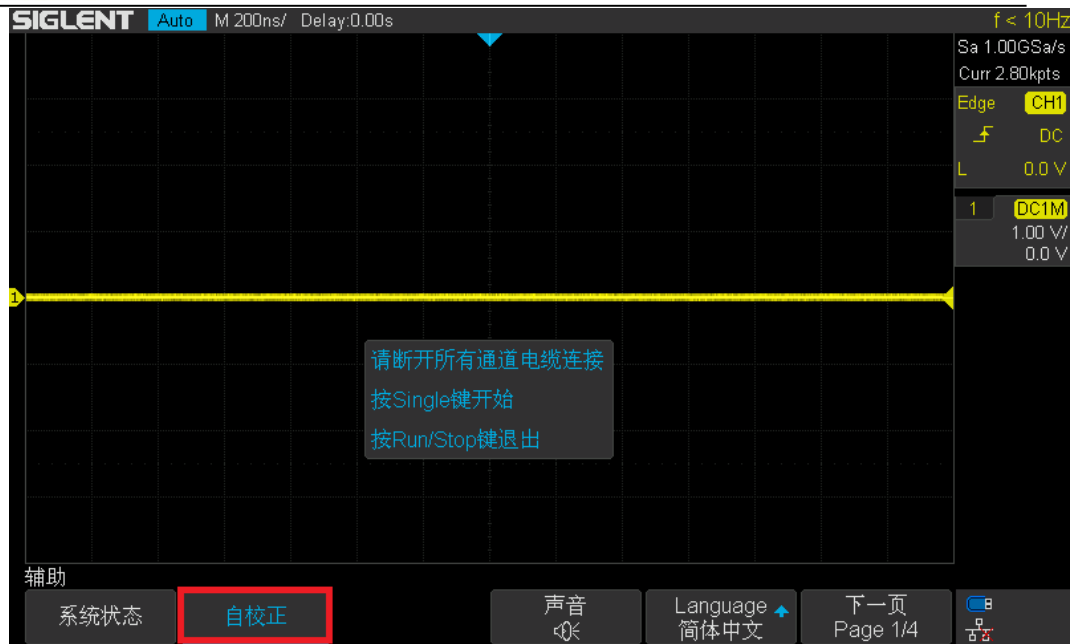 SIGLENT Auto M 200ns/ Delay:0.00s f < 10Hz
Sa 1.00GSa/s
Curr 2.80kpts
Edge CH1
DC
L 0.0 V
1 DC1M
1.00 V/
0.0 V
1
请断开所有通道电缆连接
按Single键开始
按Run/Stop键退出
辅助
系统状态
自校正
声音
Language
简体中文
下一页
Page 1/4